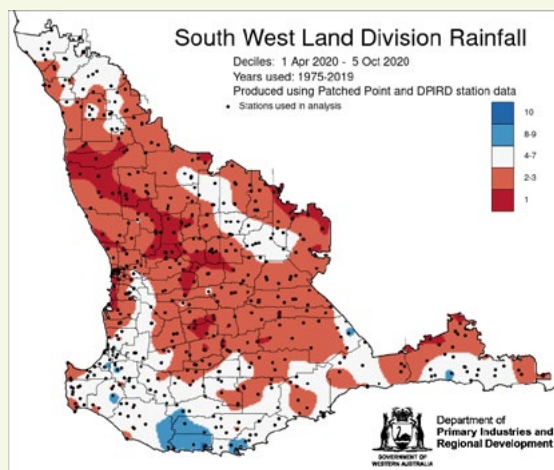 South West Land Division Rainfall
Deciles: 1 Apr 2020 - 5 Oct 2020
Years used: 1975-2019
Produced using Patched Point and DPIRD station data
• Stations used in analysis
10
8-9
4-7
2-3
1
Department of
Primary Industries and
Regional Development
GOVERNMENT OF
WESTERN AUSTRALIA